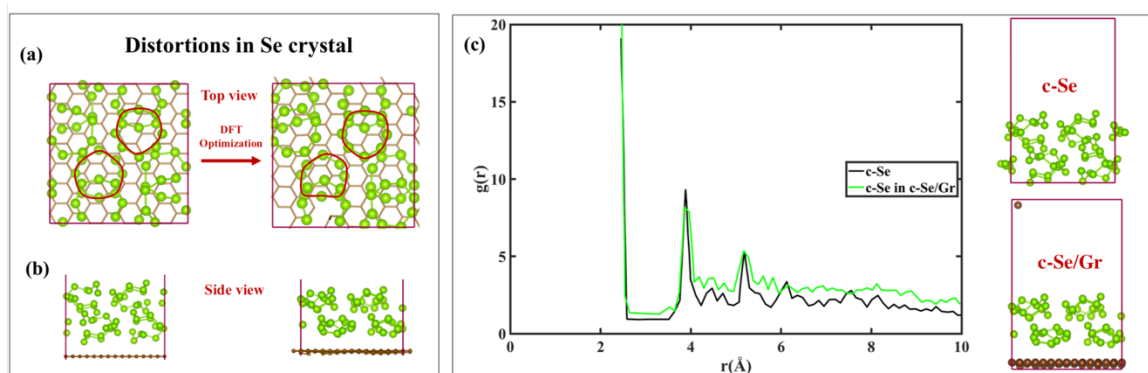 Distortions in Se crystal
(a)
Top view
DFT
Optimization
(b)
Side view
(c)
20
15
10
5
0
g(r)
0 2 4 6 8 10
r(Å)
c-Se
c-Se in c-Se/Gr
c-Se
c-Se/Gr